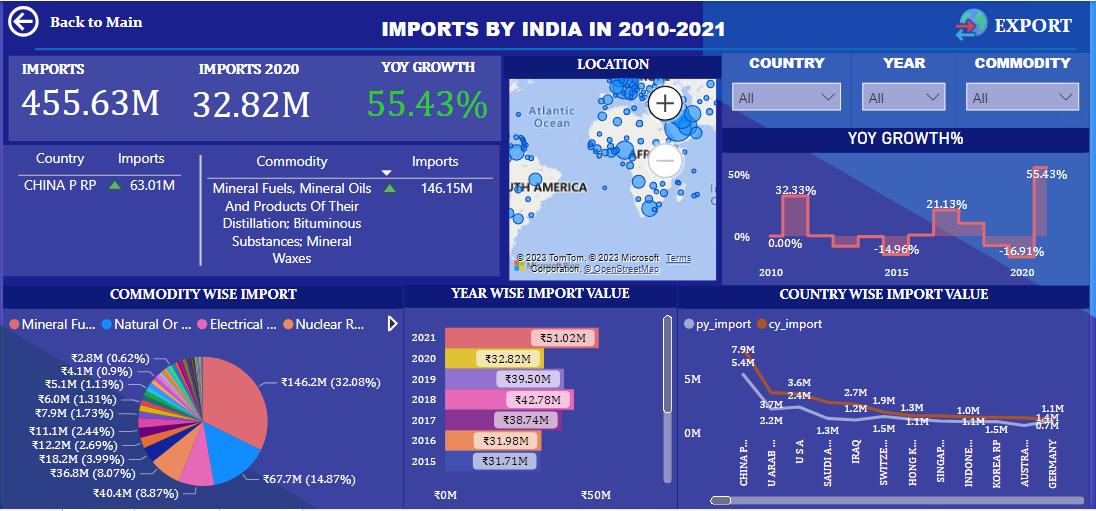 Back to Main
IMPORTS BY INDIA IN 2010-2021
EXPORT
IMPORTS
455.63M
IMPORTS 2020
32.82M
YOY GROWTH
55.43%
LOCATION
Atlantic
Ocean
AFR
UTH AMERICA
© 2023 TomTom, © 2023 Microsoft
Corporation, © OpenStreetMap
Terms
COUNTRY
All
YEAR
All
COMMODITY
All
Country Imports
CHINA P RP 63.01M
Commodity Imports
Mineral Fuels, Mineral Oils 146.15M
And Products Of Their
Distillation; Bituminous
Substances; Mineral
Waxes
YOY GROWTH%
50%
0%
0.00%
32.33%
-14.96%
21.13%
-16.91%
55.43%
2010 2015 2020
COMMODITY WISE IMPORT
Mineral Fu... Natural Or ... Electrical ... Nuclear R...
₹2.8M (0.62%)
₹4.1M (0.9%)
₹5.1M (1.13%)
₹6.0M (1.31%)
₹7.9M (1.73%)
₹11.1M (2.44%)
₹12.2M (2.69%)
₹18.2M (3.99%)
₹36.8M (8.07%)
₹40.4M (8.87%)
₹67.7M (14.87%)
₹146.2M (32.08%)
YEAR WISE IMPORT VALUE
2021 ₹51.02M
2020 ₹32.82M
2019 ₹39.50M
2018 ₹42.78M
2017 ₹38.74M
2016 ₹31.98M
2015 ₹31.71M
₹0M ₹50M
COUNTRY WISE IMPORT VALUE
py_import cy_import
5M
0M
7.9M
5.4M
3.7M
2.2M
3.6M
2.4M
1.3M
2.7M
1.2M
1.9M
1.5M
1.3M
1.1M
1.0M
1.1M
1.5M
1.4M
0.7M
1.1M
CHINA P...
U ARAB ...
U S A
SAUDI A...
IRAQ
SWITZE...
HONG K...
SINGAP...
INDONE...
KOREA RP
AUSTRA...
GERMANY